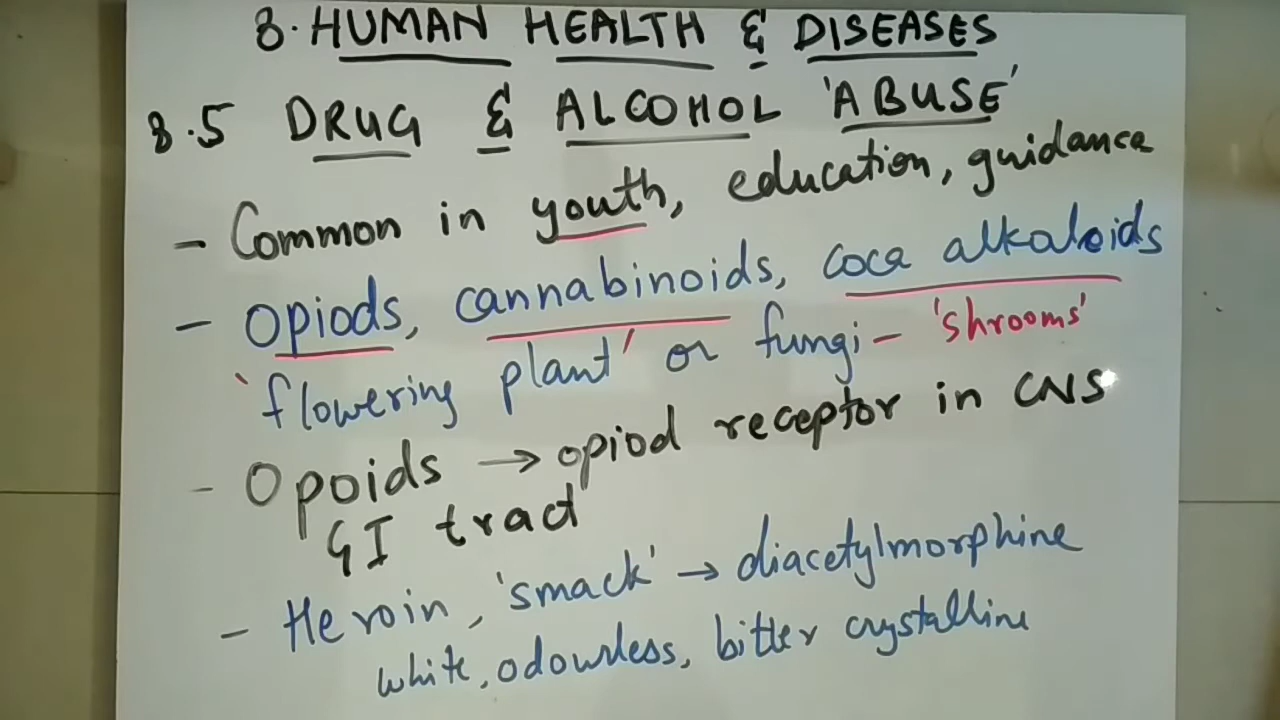 8. HUMAN HEALTH & DISEASES
8.5 DRUG & ALCOHOL 'ABUSE'
- Common in youth, education, guidance
- Opiods, cannabinoids, coca alkaloids
'flowering plant' or fungi - 'shrooms'
- Opoids → opiod receptor in CNS
GI tract
- Heroin, 'smack' → diacetylmorphine
white, odourless, bitter crystalline